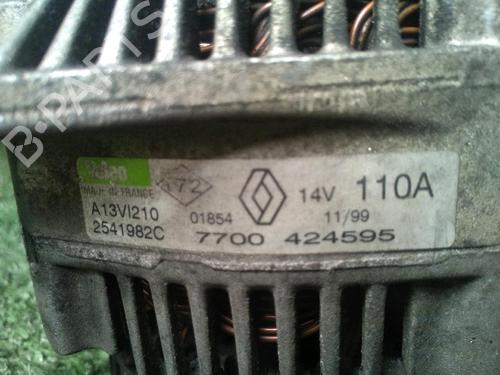 B-PARTS
Valeo
MADE IN FRANCE
172
14V 110A
A13VI210
01854
11/99
2541982C
7700 424595